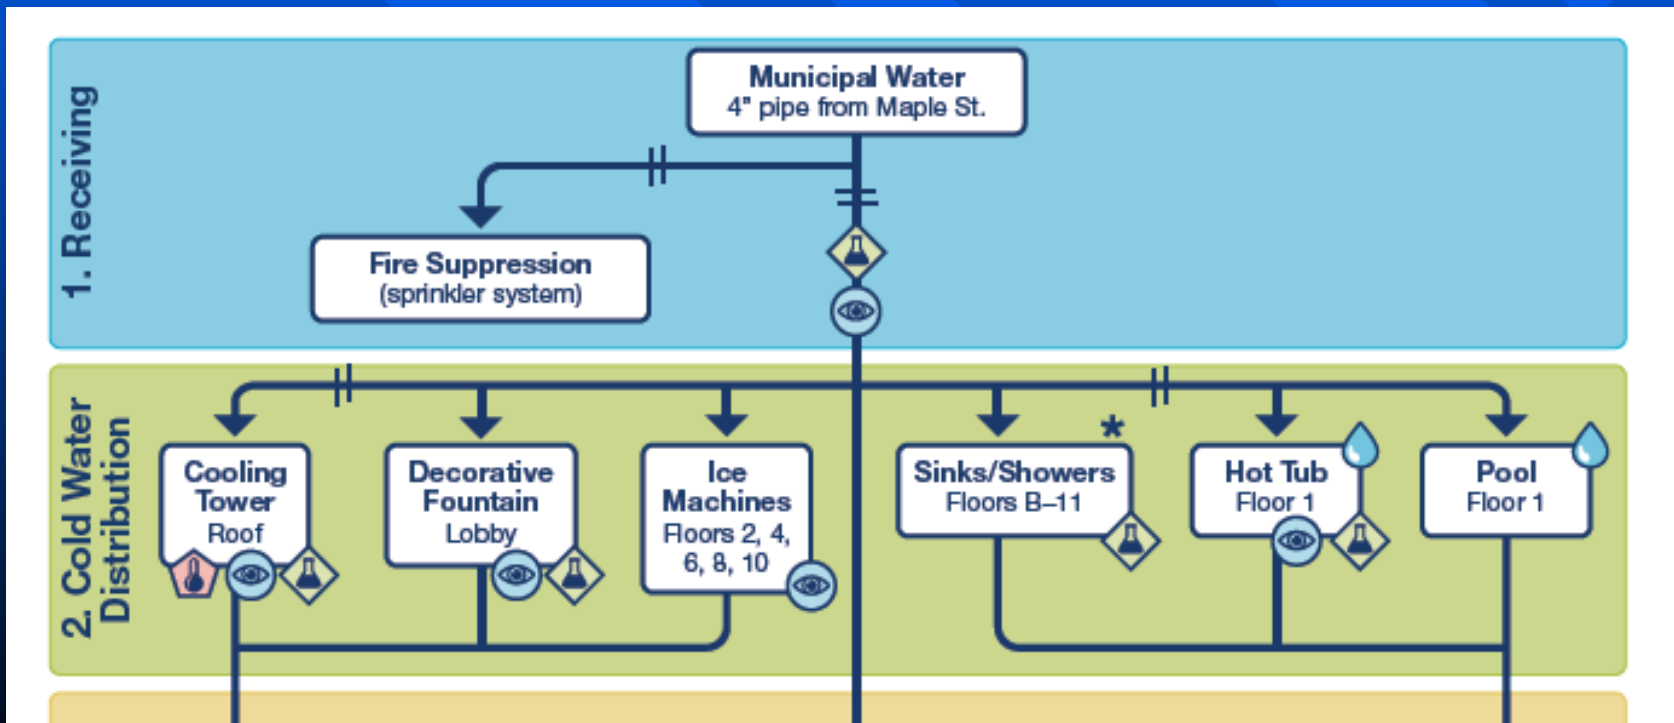 1. Receiving
Municipal Water
4" pipe from Maple St.
Fire Suppression
(sprinkler system)
2. Cold Water
Distribution
Cooling
Tower
Roof
Decorative
Fountain
Lobby
Ice
Machines
Floors 2, 4,
6, 8, 10
*
Sinks/Showers
Floors B–11
Hot Tub
Floor 1
Pool
Floor 1